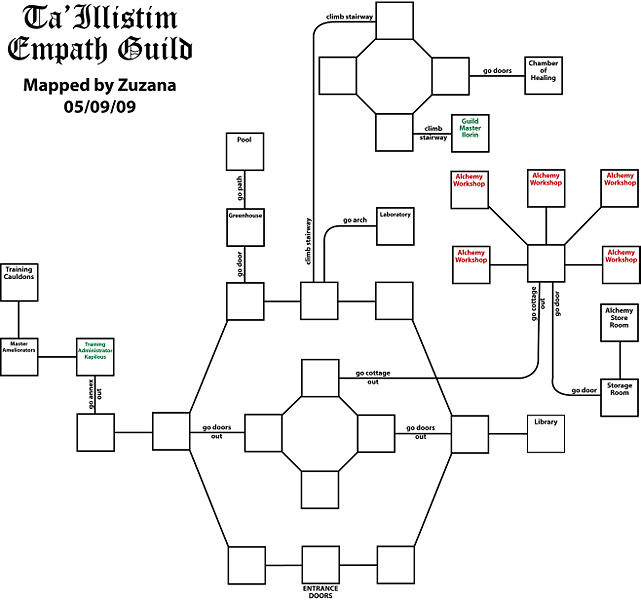 Ta'Illistim
Empath Guild
Mapped by Zuzana
05/09/09
climb stairway
go doors
Chamber
of
Healing
climb
stairway
Guild
Master
Ilorin
Pool
go path
Greenhouse
go door
climb stairway
go arch
Laboratory
Alchemy
Workshop
Alchemy
Workshop
Alchemy
Workshop
Alchemy
Workshop
Alchemy
Workshop
go cottage
out
go door
Training
Cauldons
Master
Ameliorators
Training
Administrator
Kapilous
go annex
out
Alchemy
Store
Room
go door
Storage
Room
go cottage
out
go doors
out
go doors
out
Library
ENTRANCE
DOORS